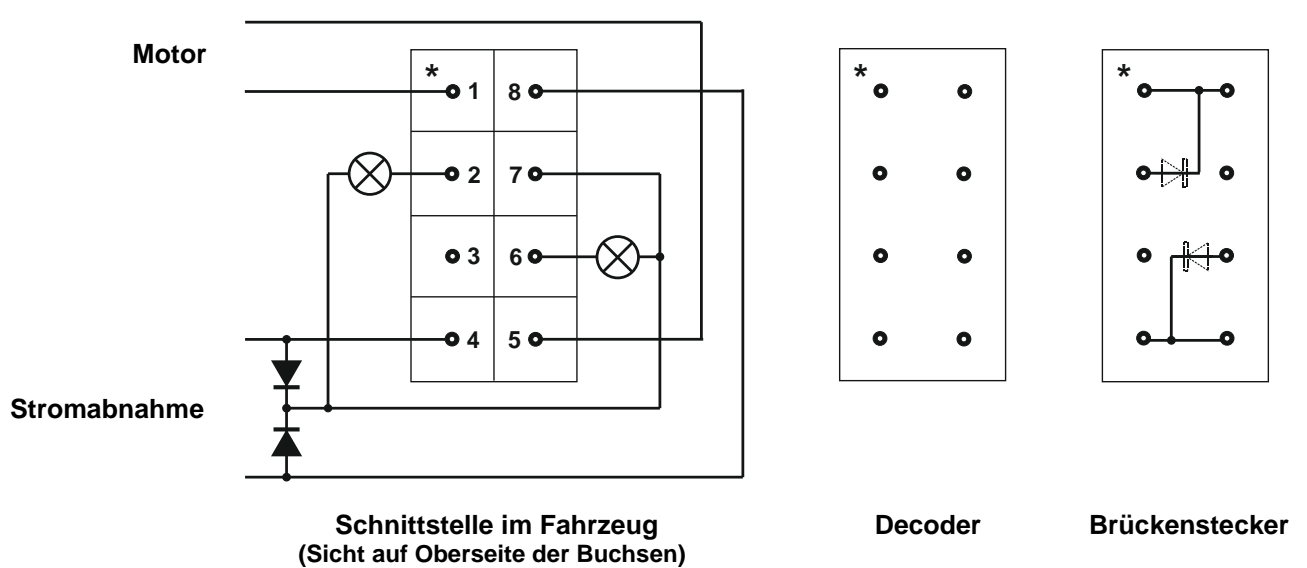 Motor
* 1 8
2 7
3 6
4 5
*
*
Stromabnahme
Schnittstelle im Fahrzeug
(Sicht auf Oberseite der Buchsen)
Decoder
Brückenstecker